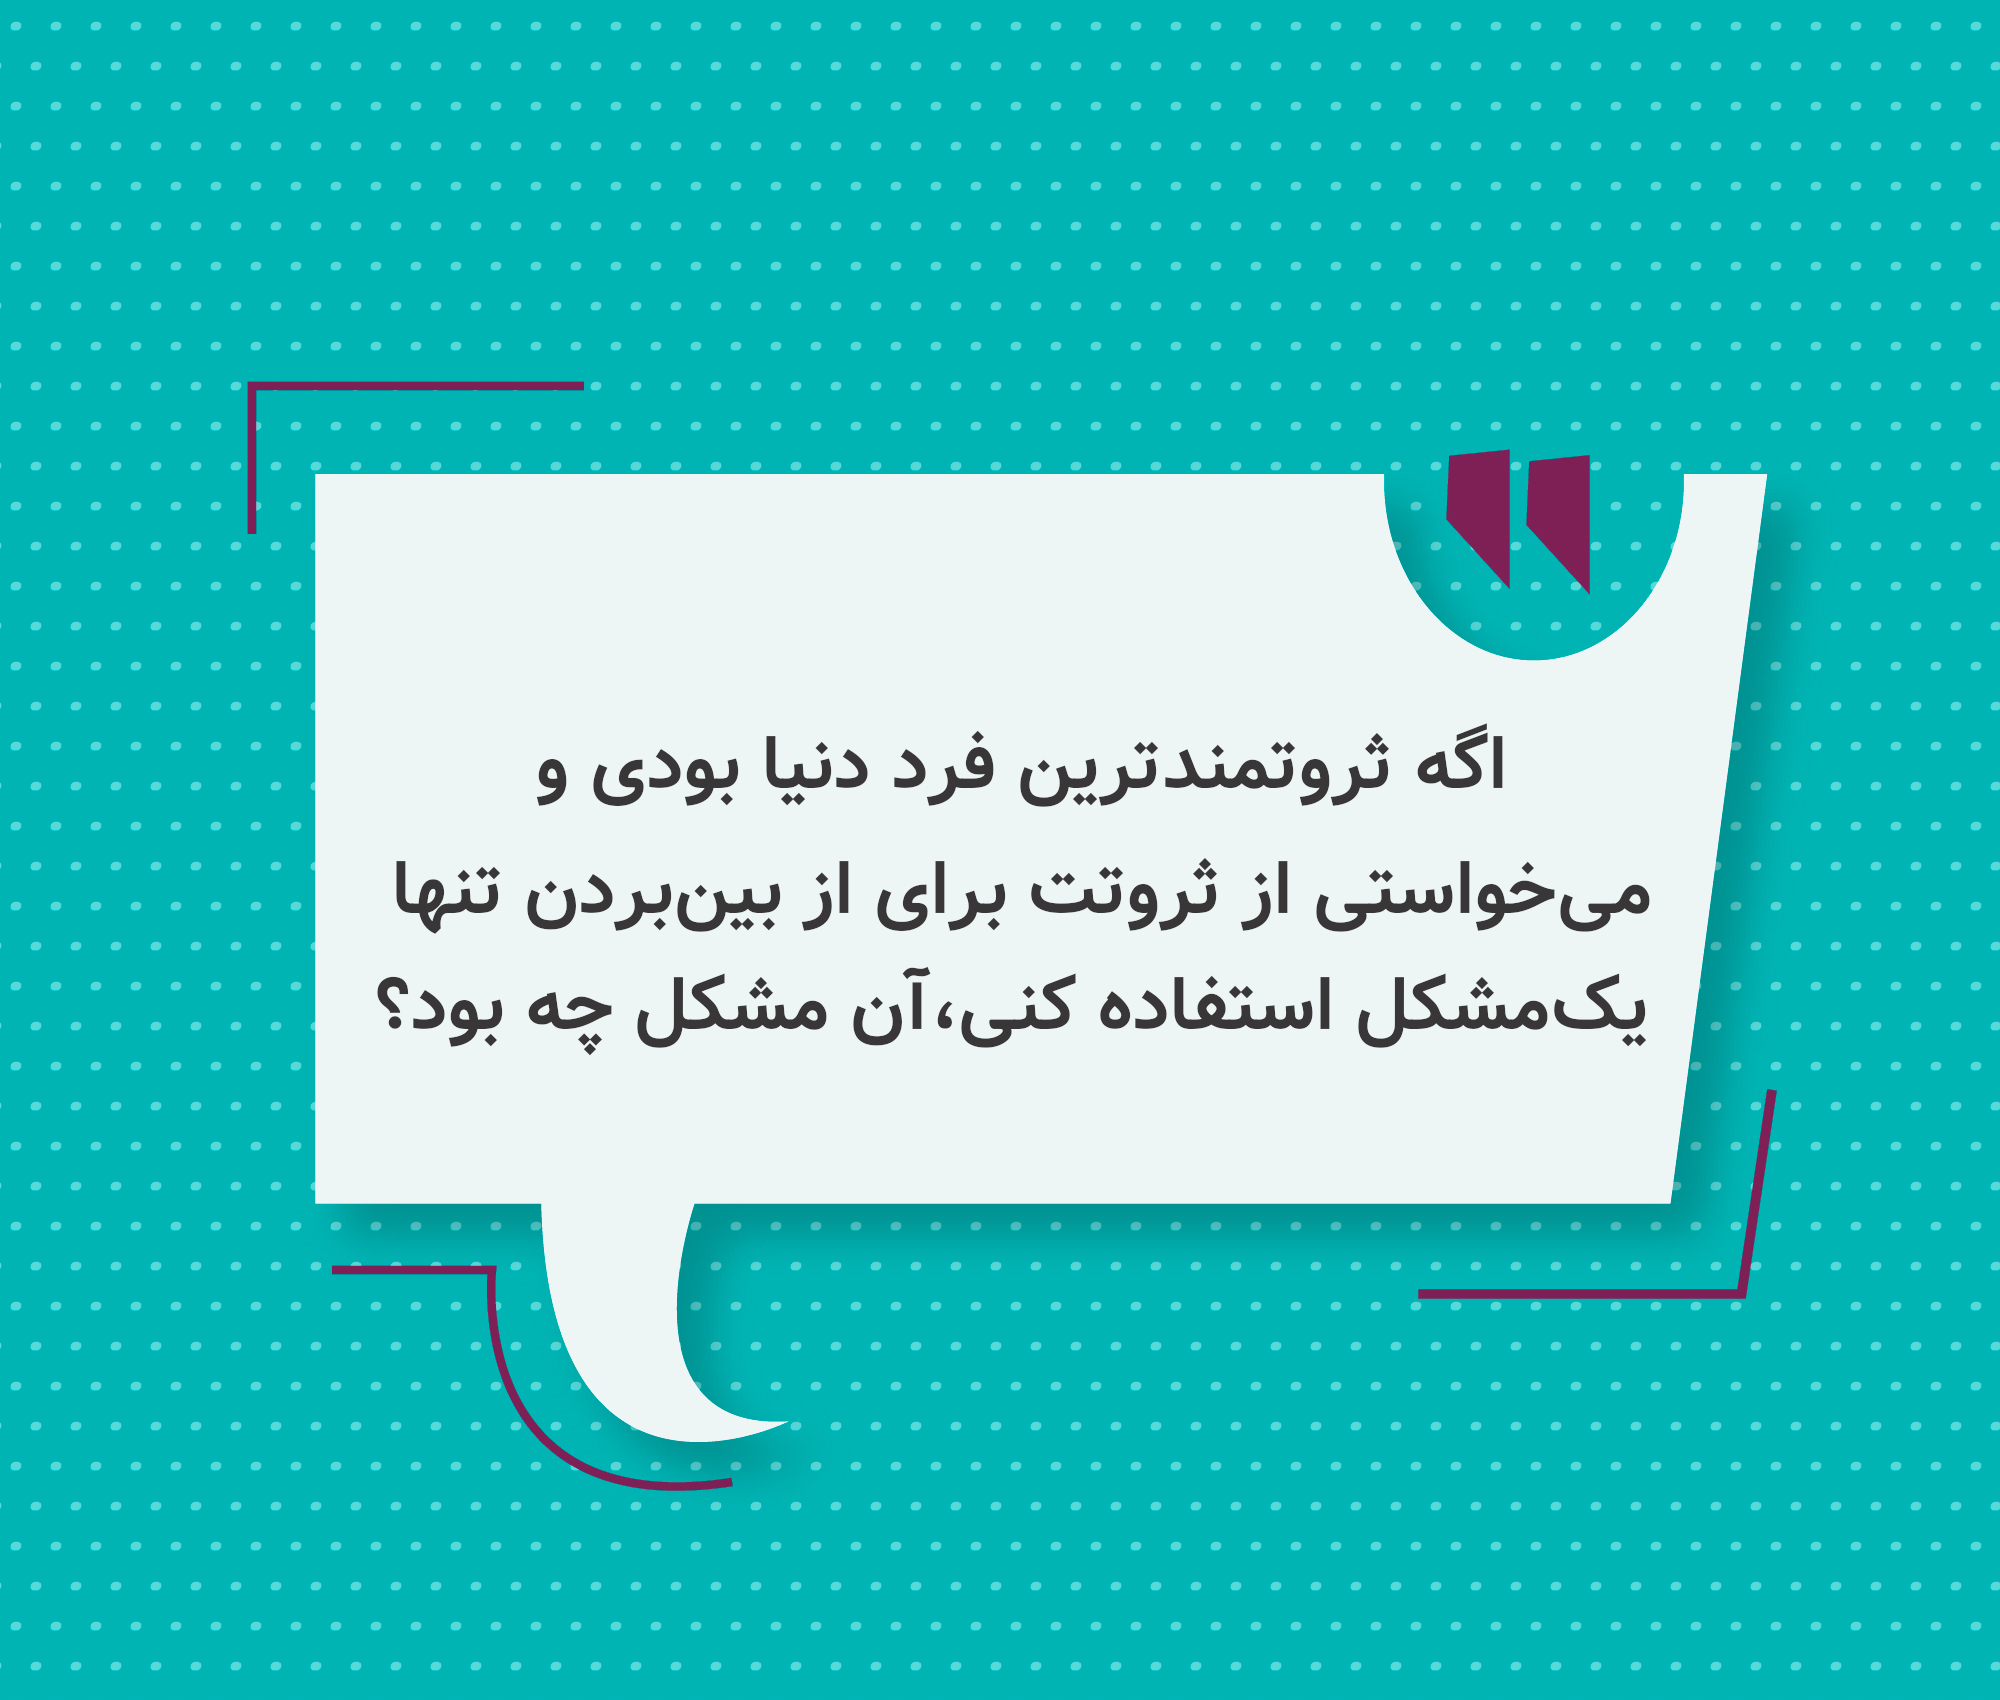 اگه ثروتمندترین فرد دنیا بودی و
می‌خواستی از ثروتت برای از بین‌بردن تنها
یک‌مشکل استفاده کنی،آن مشکل چه بود؟